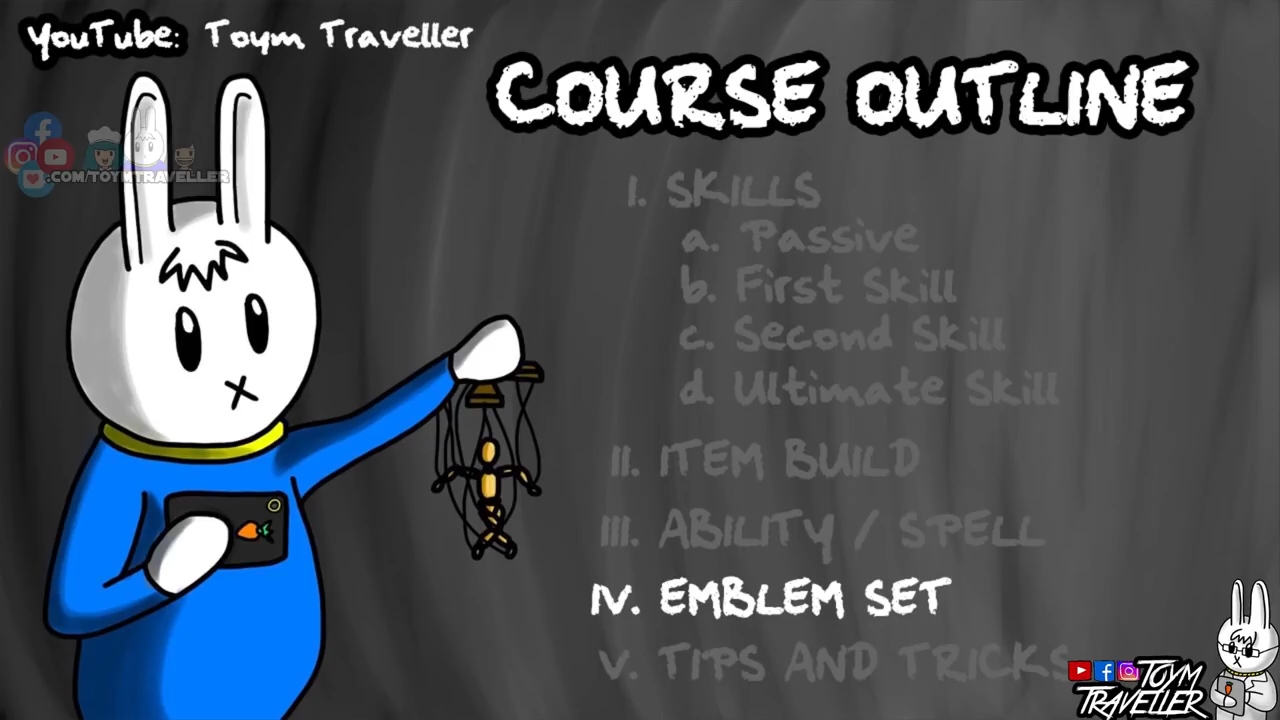 YouTube: Toym Traveller
COURSE OUTLINE
.COM/TOYMTRAVELLER
I. SKILLS
a. Passive
b. First Skill
c. Second Skill
d. Ultimate Skill
II. ITEM BUILD
III. ABILITY / SPELL
IV. EMBLEM SET
V. TIPS AND TRICKS
TOYM
TRAVELLER